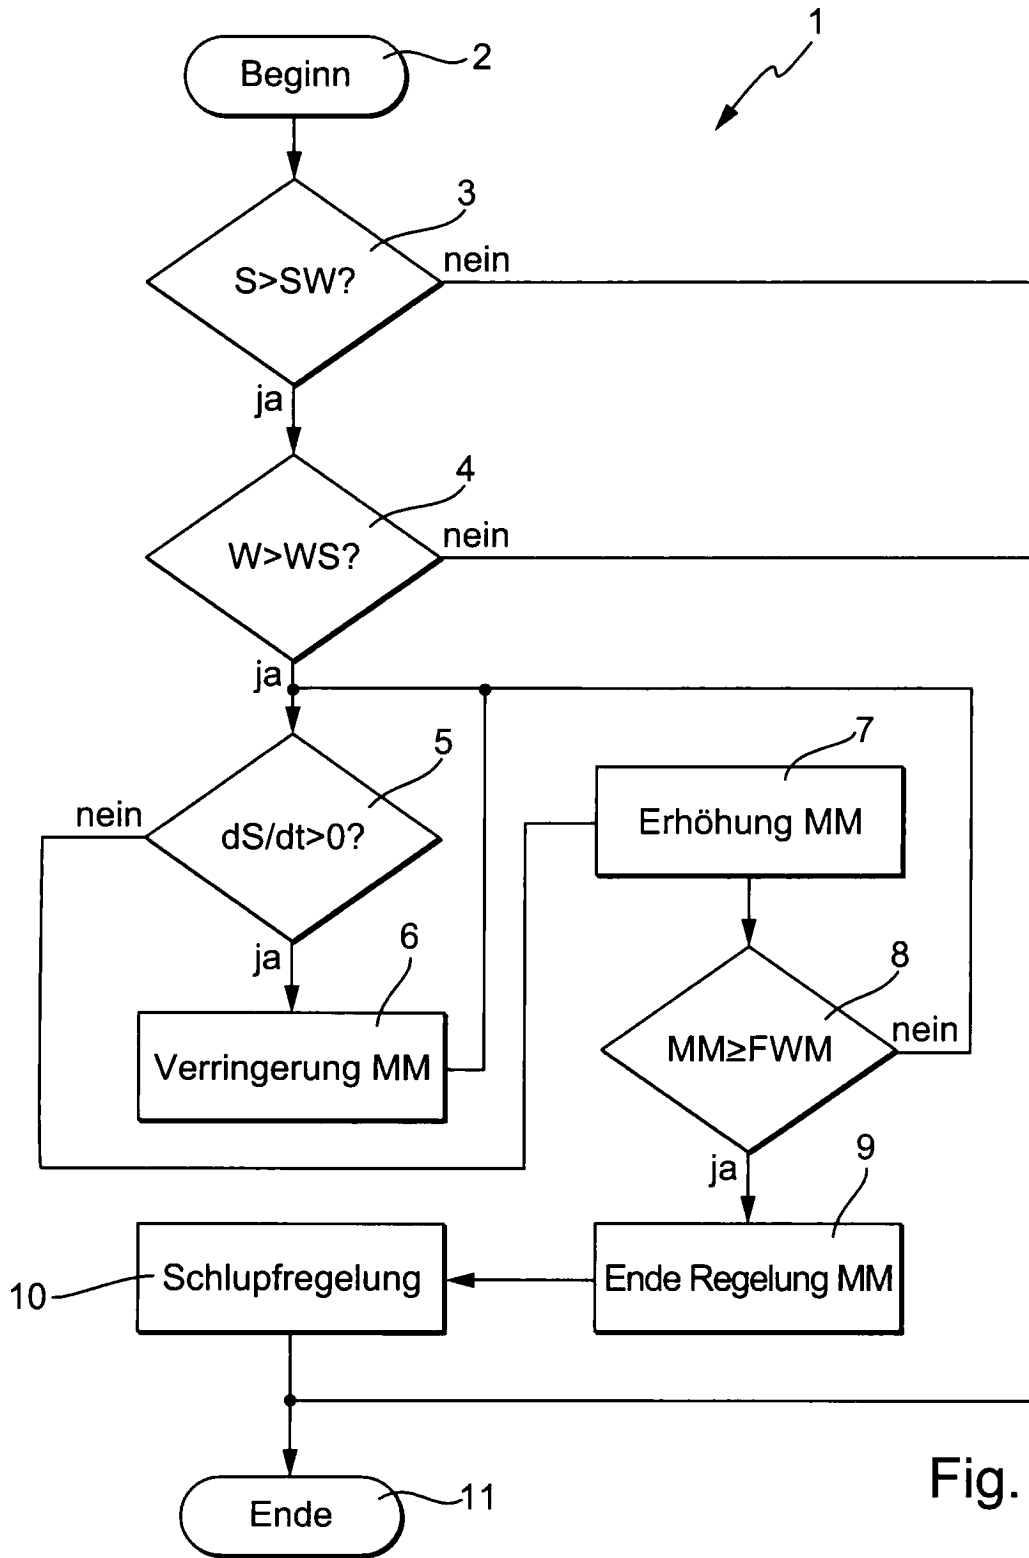 1
Beginn
2
3
S>SW?
nein
ja
4
W>WS?
nein
ja
5
nein
dS/dt>0?
ja
7
Erhöhung MM
6
Verringerung MM
8
MM≥FWM
nein
ja
9
10
Schlupfregelung
Ende Regelung MM
Ende
11
Fig.